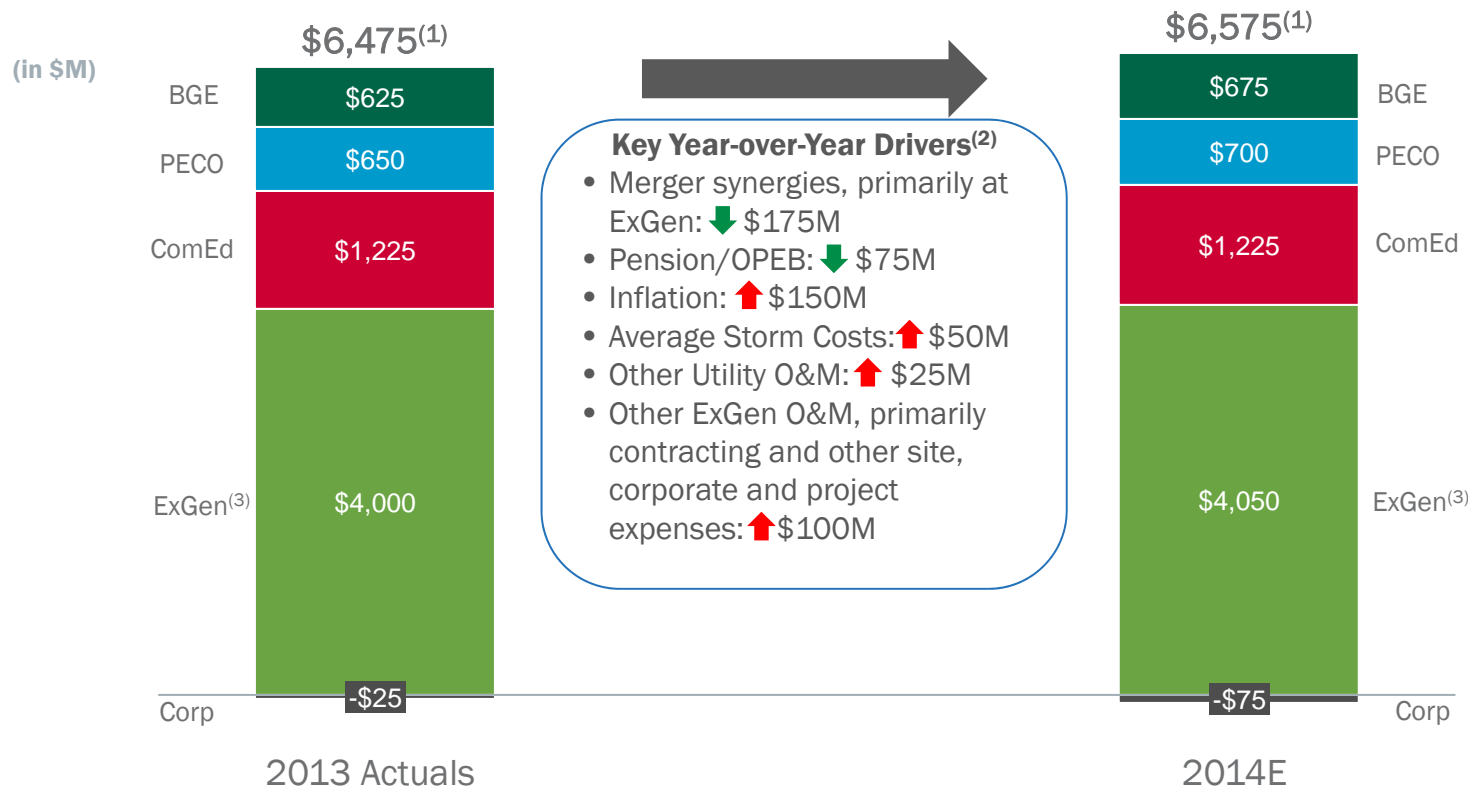 $6,475(1)
$6,575(1)
(in $M)
BGE
$625
$675
BGE
Key Year-over-Year Drivers(2)
PECO
$650
$700
PECO
• Merger synergies, primarily at
ExGen: $175M
• Pension/OPEB: $75M
• Inflation: $150M
• Average Storm Costs: $50M
• Other Utility O&M: $25M
• Other ExGen O&M, primarily
contracting and other site,
corporate and project
expenses: $100M
ComEd
$1,225
$1,225
ComEd
ExGen(3)
$4,000
$4,050
ExGen(3)
-$25
-$75
Corp
Corp
2013 Actuals
2014E